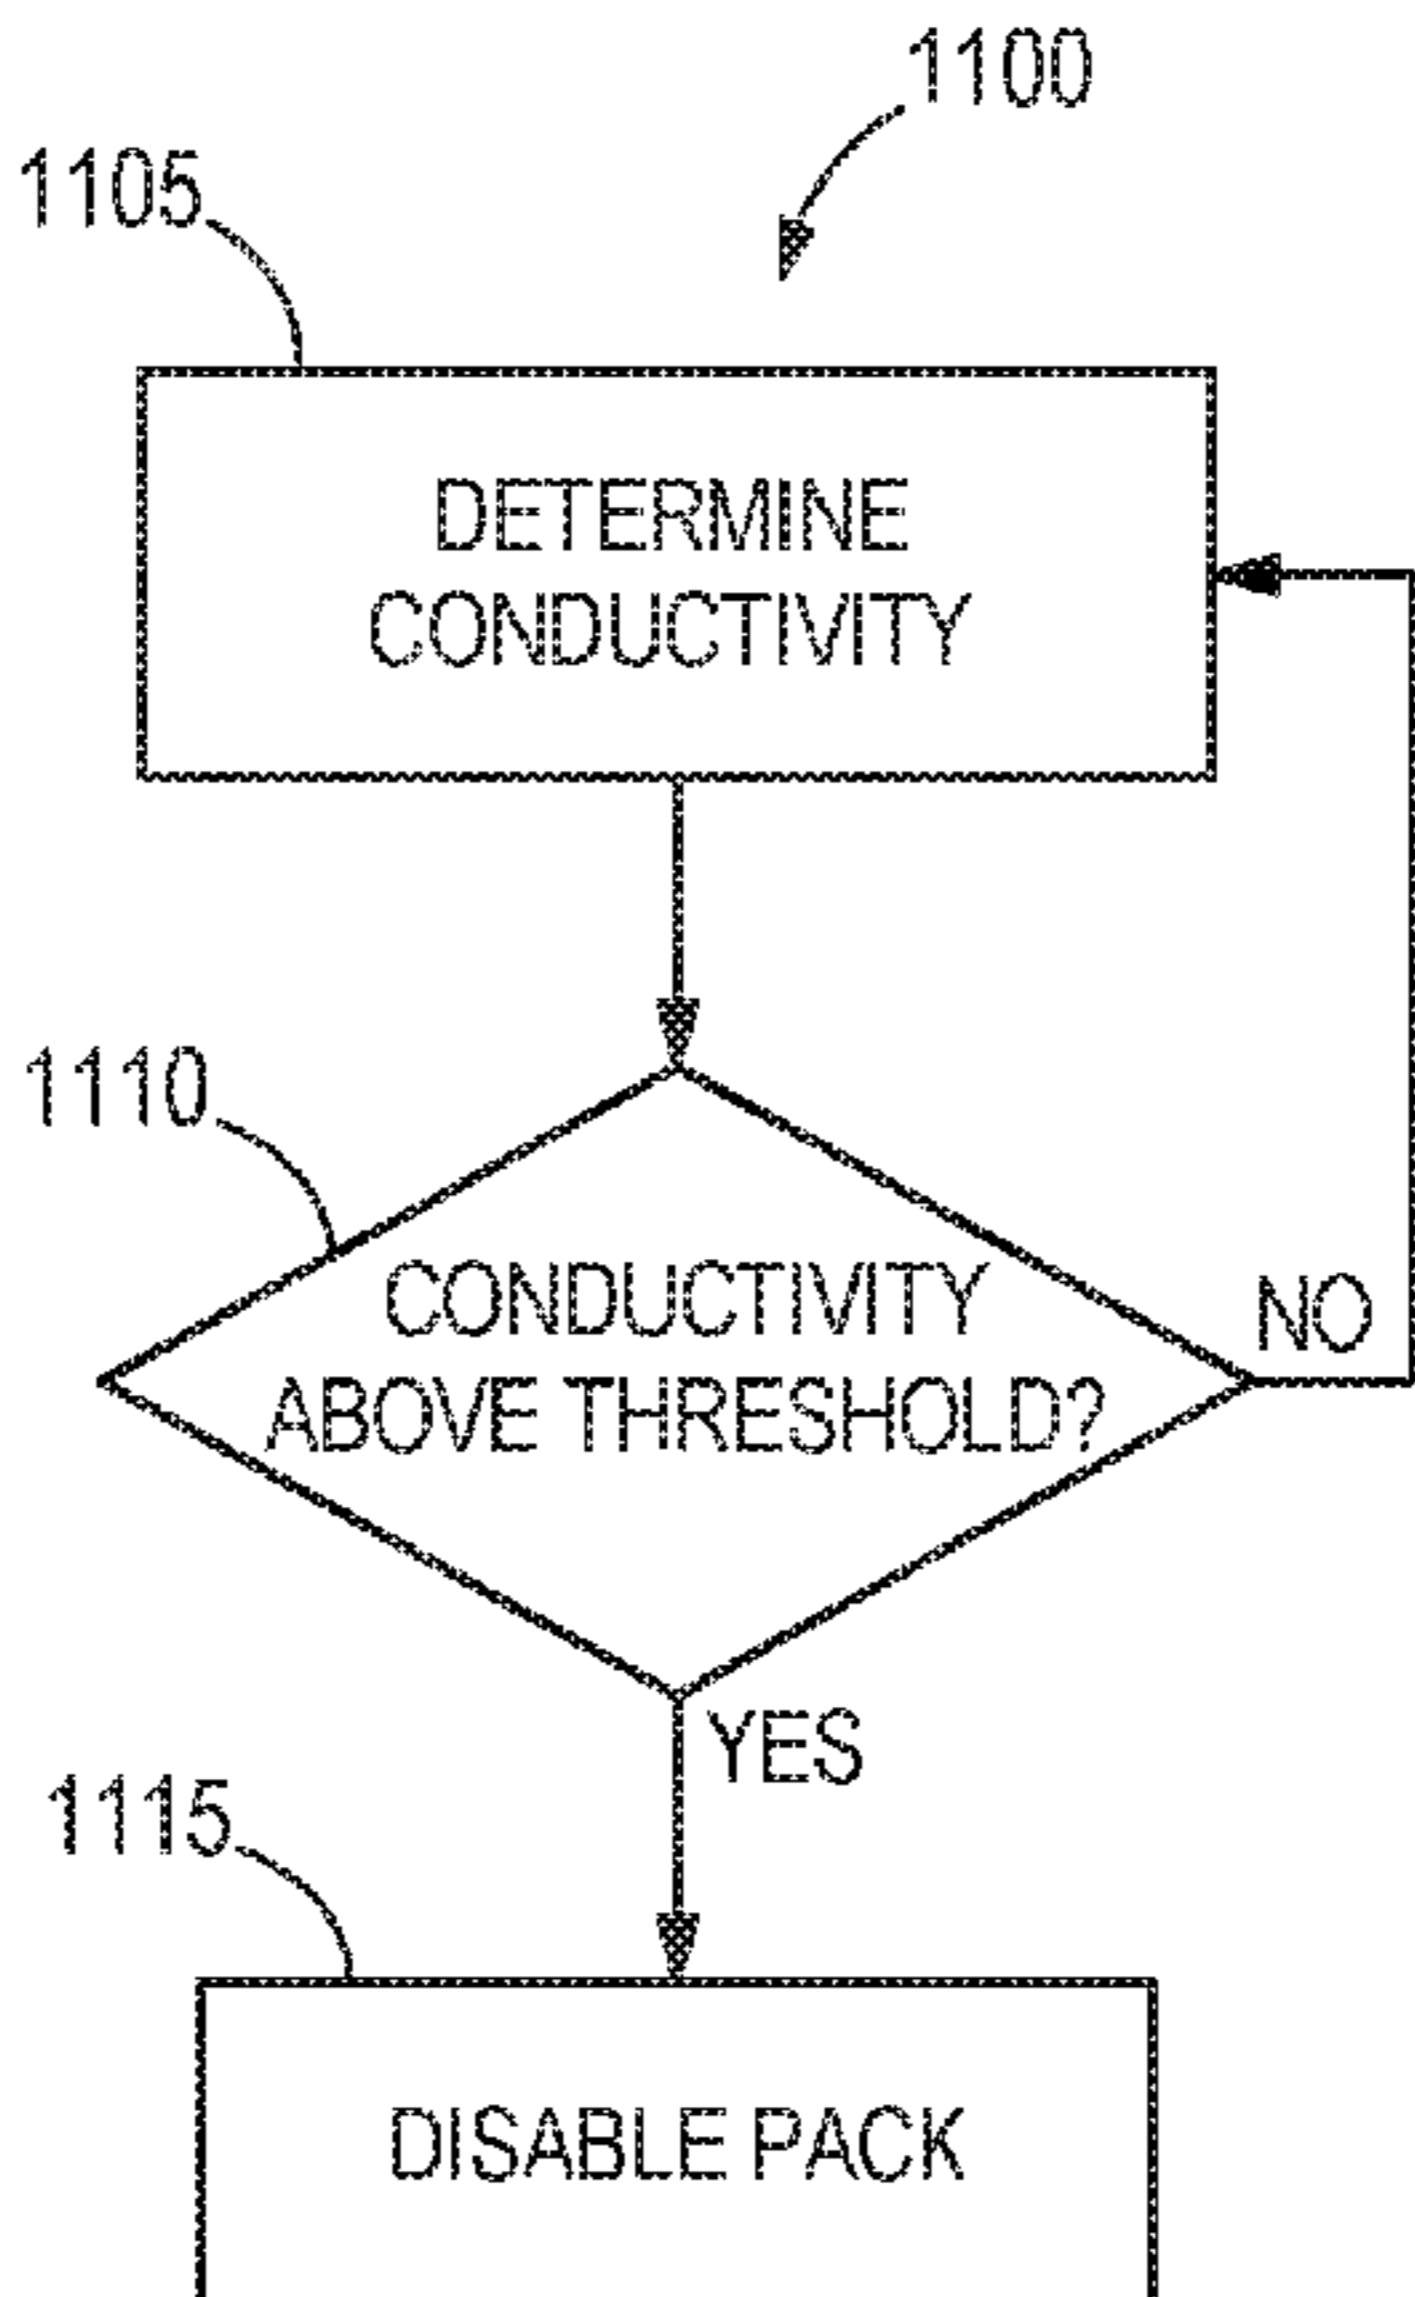 1100
1105
DETERMINE
CONDUCTIVITY
1110
CONDUCTIVITY
ABOVE THRESHOLD?
NO
YES
1115
DISABLE PACK